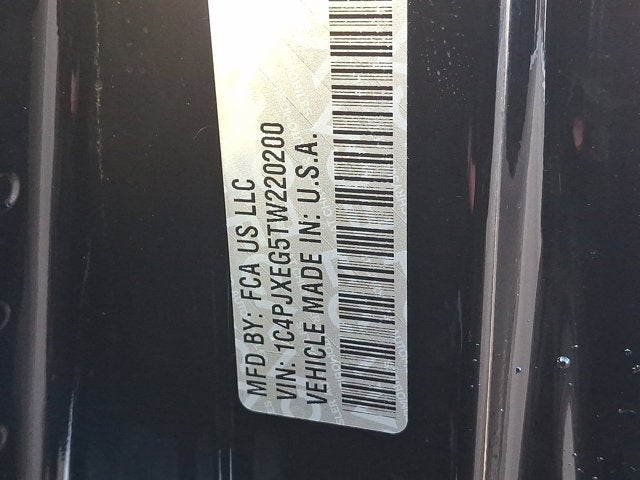 MFD BY: FCA US LLC
VIN: 1C4PJXEG5TW220200
VEHICLE MADE IN: U.S.A.